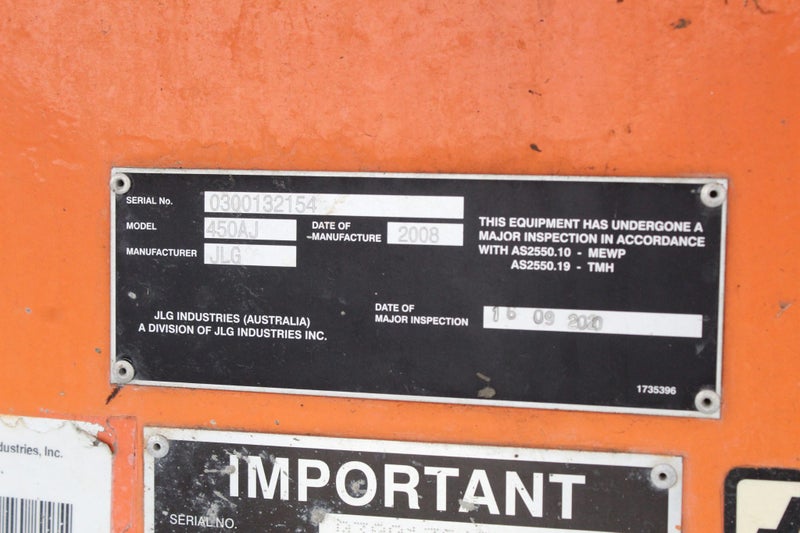 SERIAL No. 0300132154
MODEL 450AJ DATE OF MANUFACTURE 2008
MANUFACTURER JLG
THIS EQUIPMENT HAS UNDERGONE A
MAJOR INSPECTION IN ACCORDANCE
WITH AS2550.10 - MEWP
AS2550.19 - TMH
JLG INDUSTRIES (AUSTRALIA)
A DIVISION OF JLG INDUSTRIES INC.
DATE OF
MAJOR INSPECTION 09 2020
1735396
Inc.
IMPORTANT
SERIAL NO.